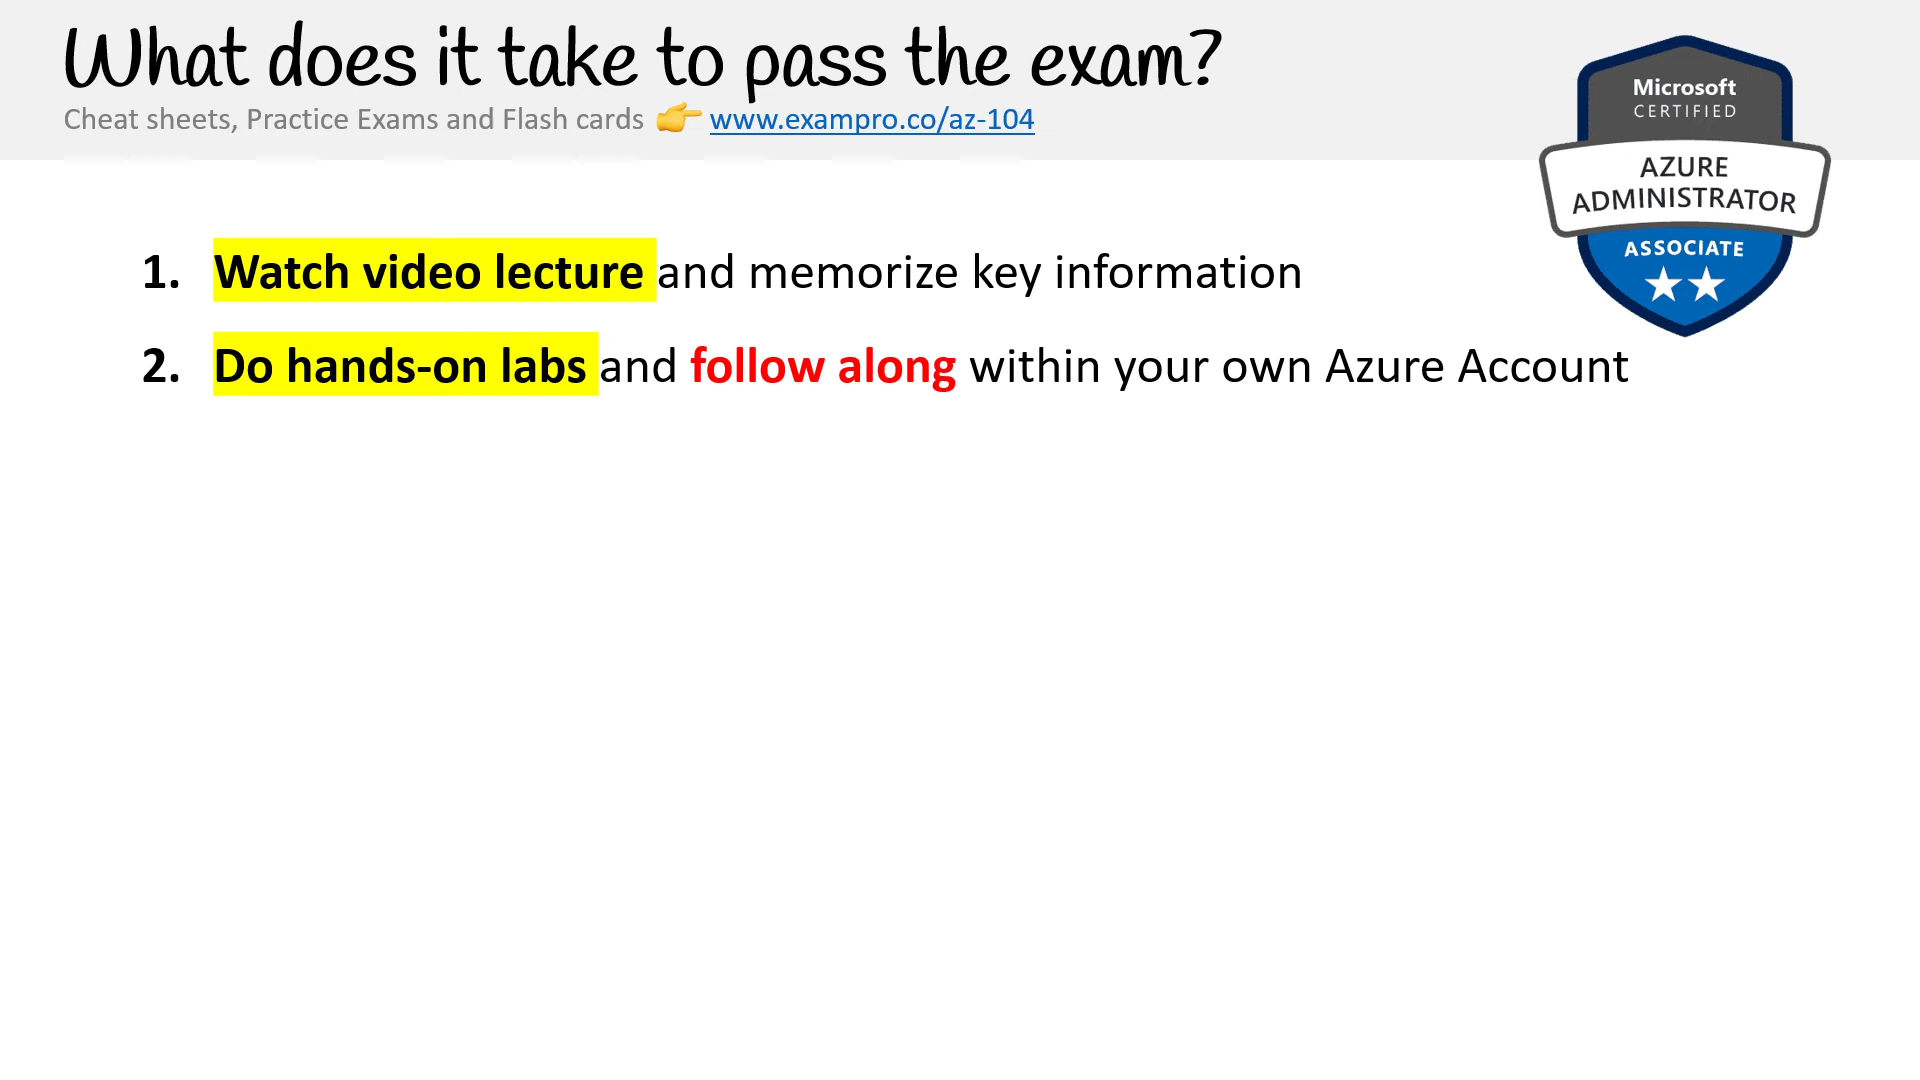 What does it take to pass the exam?
Cheat sheets, Practice Exams and Flash cards 👉 www.exampro.co/az-104
Microsoft
CERTIFIED
AZURE
ADMINISTRATOR
ASSOCIATE
1. Watch video lecture and memorize key information
2. Do hands-on labs and follow along within your own Azure Account